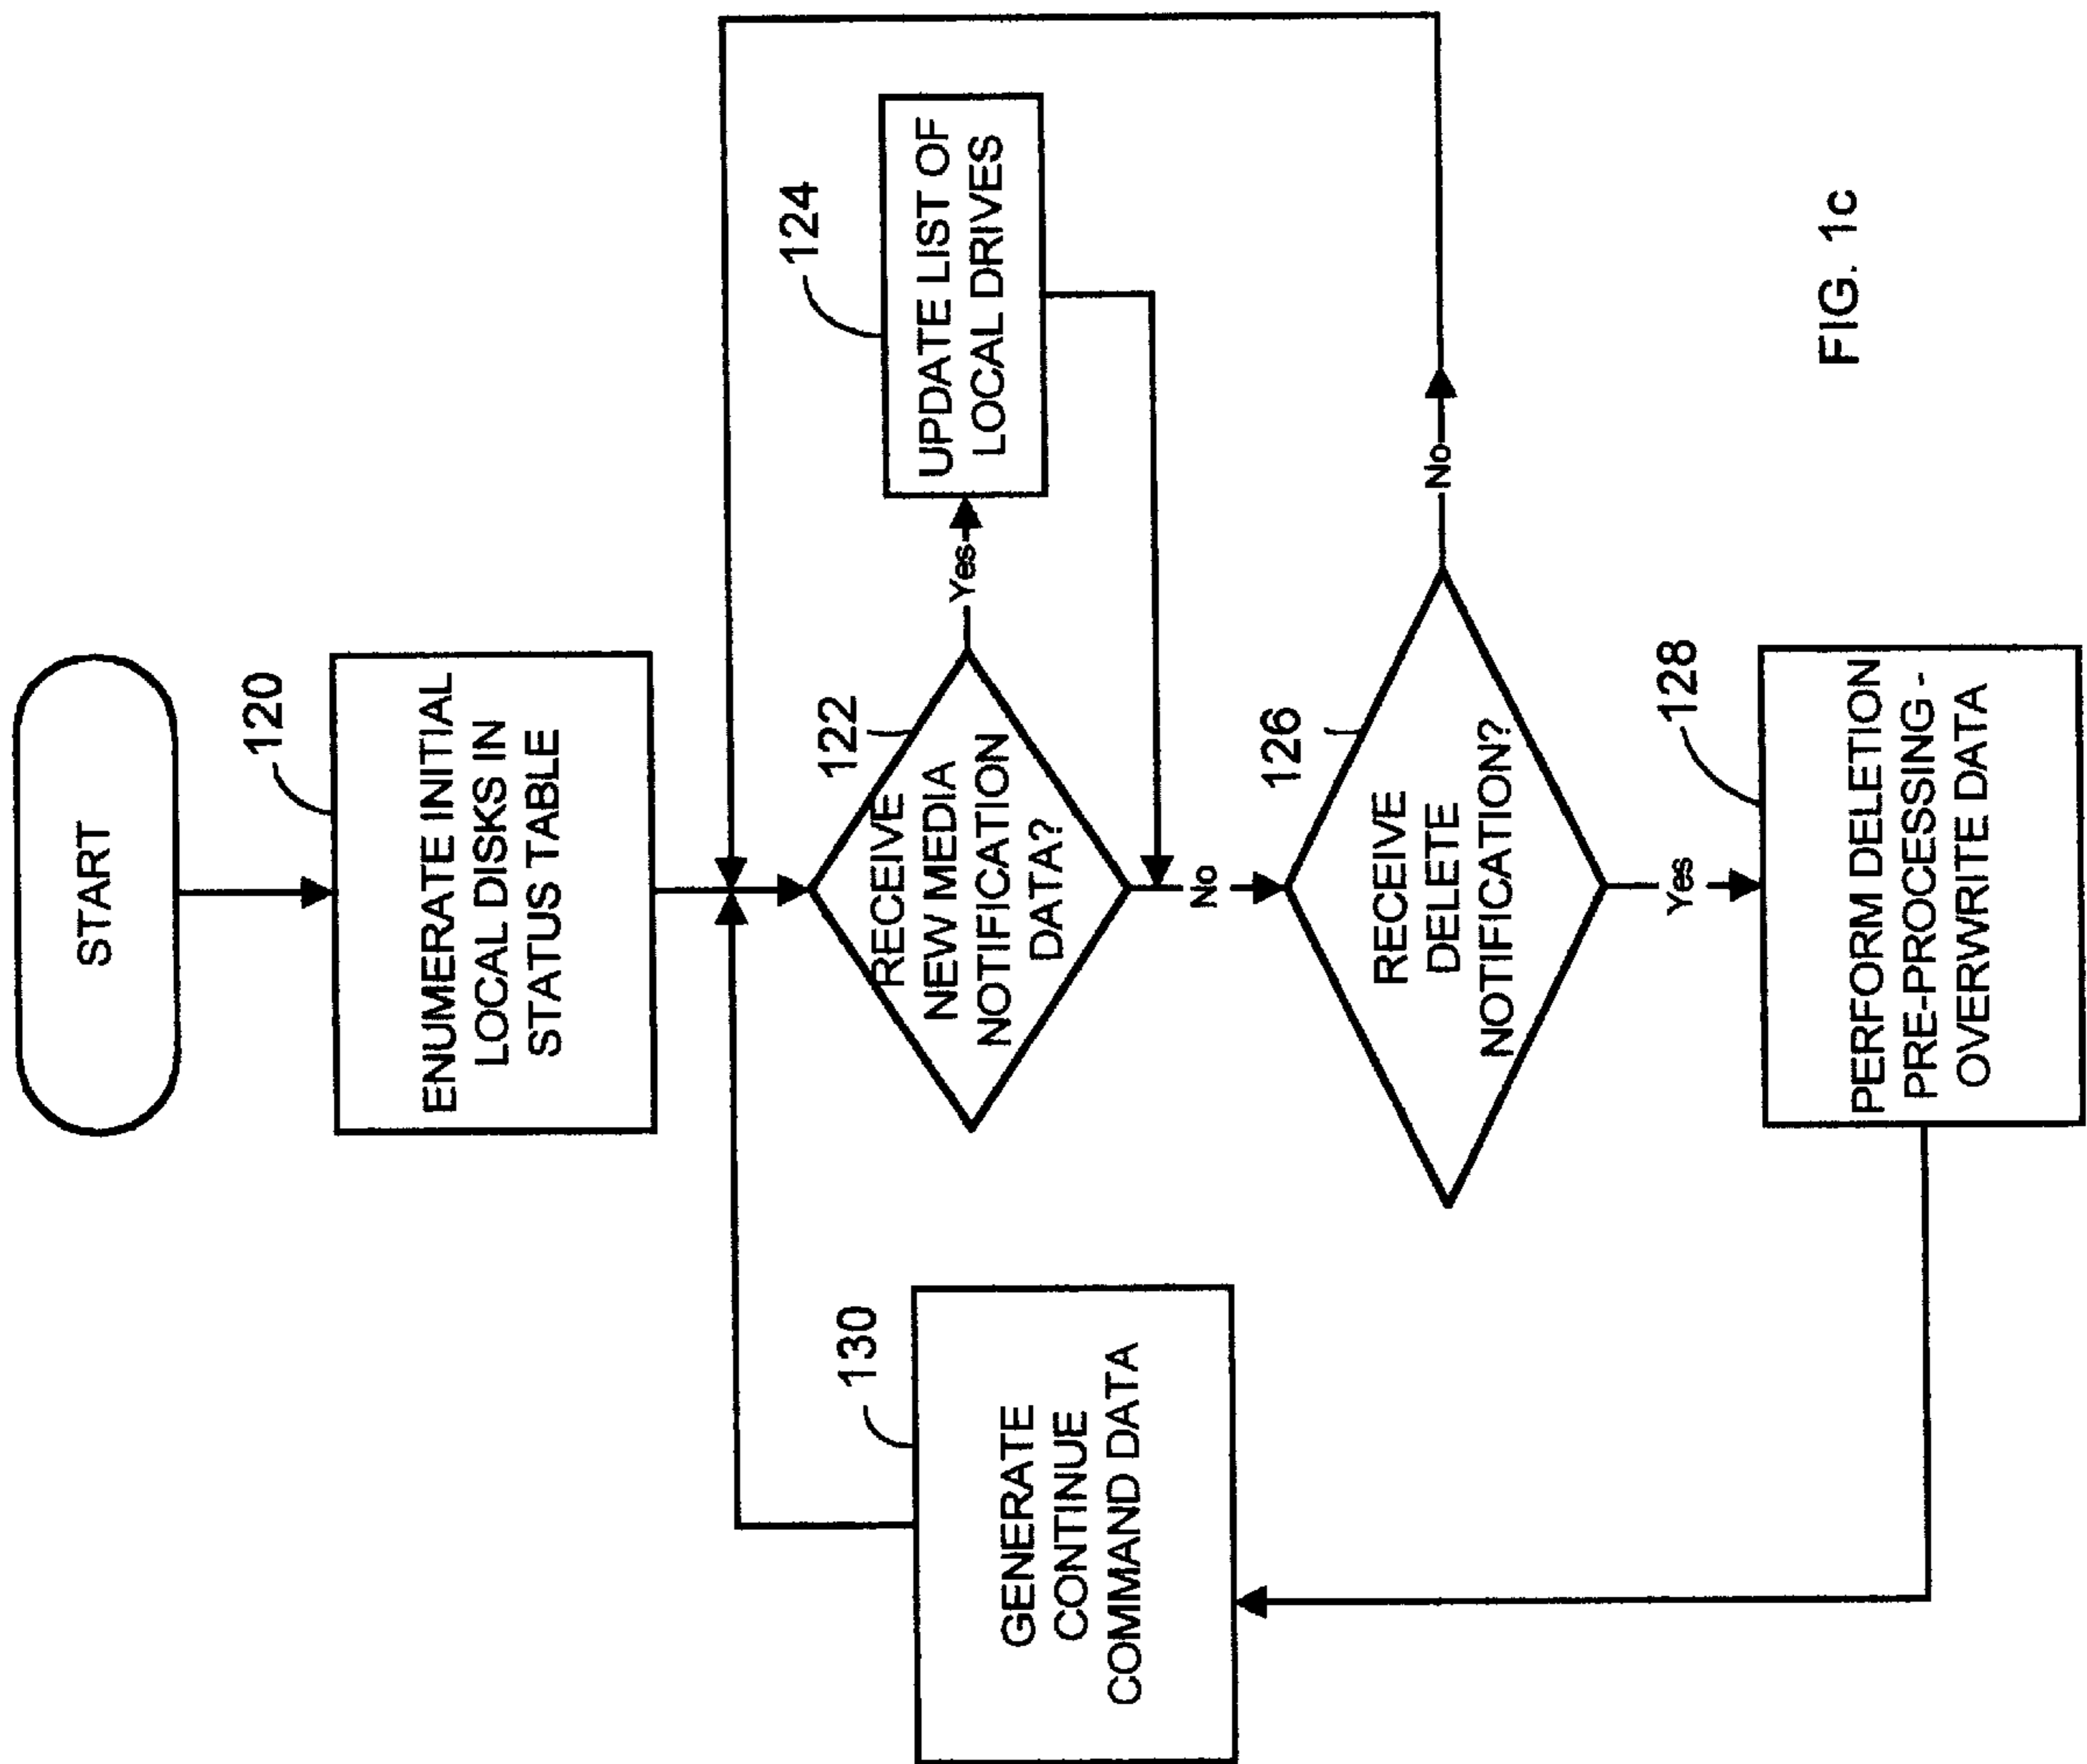 START
120
ENUMERATE INITIAL
LOCAL DISKS IN
STATUS TABLE
122
RECEIVE
NEW MEDIA
NOTIFICATION
DATA?
Yes
124
UPDATE LIST OF
LOCAL DRIVES
No
126
RECEIVE
DELETE
NOTIFICATION?
No
Yes
128
PERFORM DELETION
PRE-PROCESSING -
OVERWRITE DATA
130
GENERATE
CONTINUE
COMMAND DATA
FIG. 1c